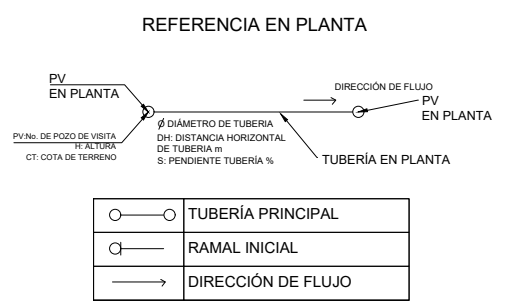 REFERENCIA EN PLANTA
PV
EN PLANTA
DIRECCIÓN DE FLUJO
PV
EN PLANTA
PV:No. DE POZO DE VISITA
H: ALTURA
CT: COTA DE TERRENO
Ø DIÁMETRO DE TUBERIA
DH: DISTANCIA HORIZONTAL
DE TUBERIA m
S: PENDIENTE TUBERÍA %
TUBERÍA EN PLANTA
TUBERÍA PRINCIPAL
RAMAL INICIAL
DIRECCIÓN DE FLUJO